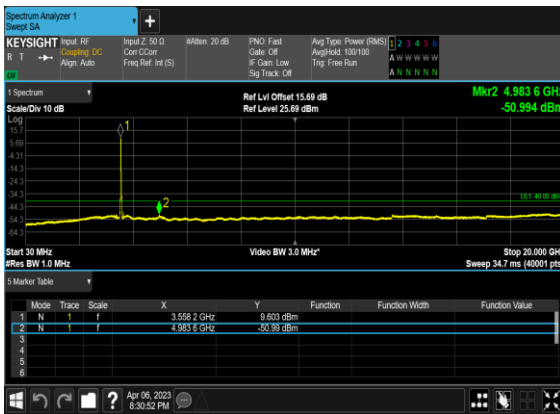 Spectrum Analyzer 1
Swept SA
KEYSIGHT Input: RF Input Z: 50 Ω #Atten: 20 dB PNO: Fast Avg Type: Power (RMS) 1 2 3 4 5 6
R T Coupling: DC Corr CCorr Gate: Off Avg|Hold: 100/100 A W W W W W
Align: Auto Freq Ref: Int (S) IF Gain: Low Trig: Free Run
LV Sig Track: Off A N N N N N
1 Spectrum Ref Lvl Offset 15.69 dB Mkr2 4.983 6 GHz
Scale/Div 10 dB Ref Level 25.69 dBm -50.994 dBm
Log
15.7
5.69
-4.31
-14.3
-24.3
-34.3
-44.3
-54.3
-64.3
1
2
DL1 -40.00 dBm
Start 30 MHz Video BW 3.0 MHz* Stop 20.000 GHz
#Res BW 1.0 MHz Sweep 34.7 ms (40001 pts)
5 Marker Table
Mode Trace Scale X Y Function Function Width Function Value
1 N 1 f 3.558 2 GHz 9.603 dBm
2 N 1 f 4.983 6 GHz -50.99 dBm
3
4
5
6
Apr 06, 2023
8:30:52 PM